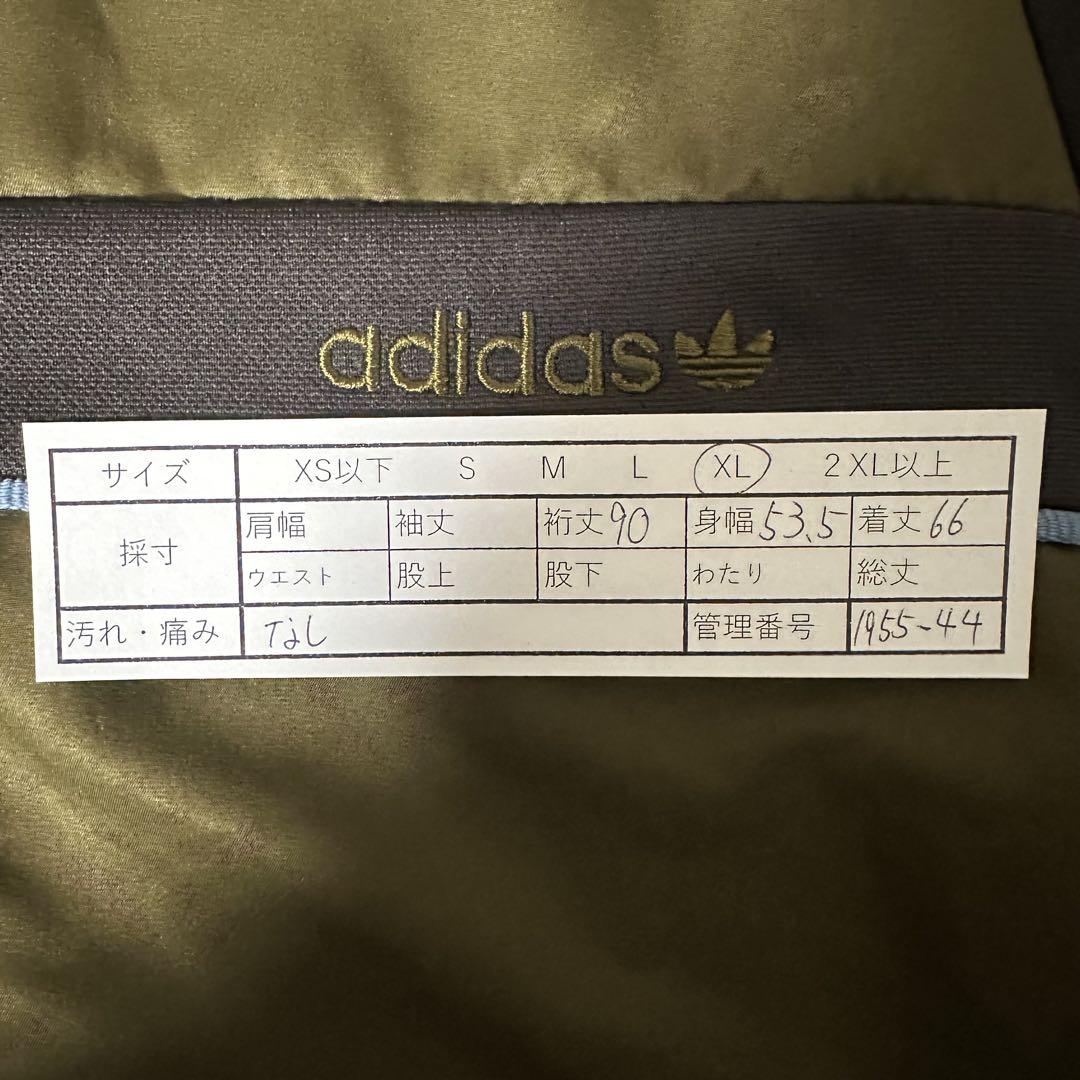 adidas
サイズ XS以下 S M L XL 2XL以上
採寸 肩幅 袖丈 裄丈90 身幅53.5 着丈66
ウエスト 股上 股下 わたり 総丈
汚れ・痛み なし 管理番号 1955-44